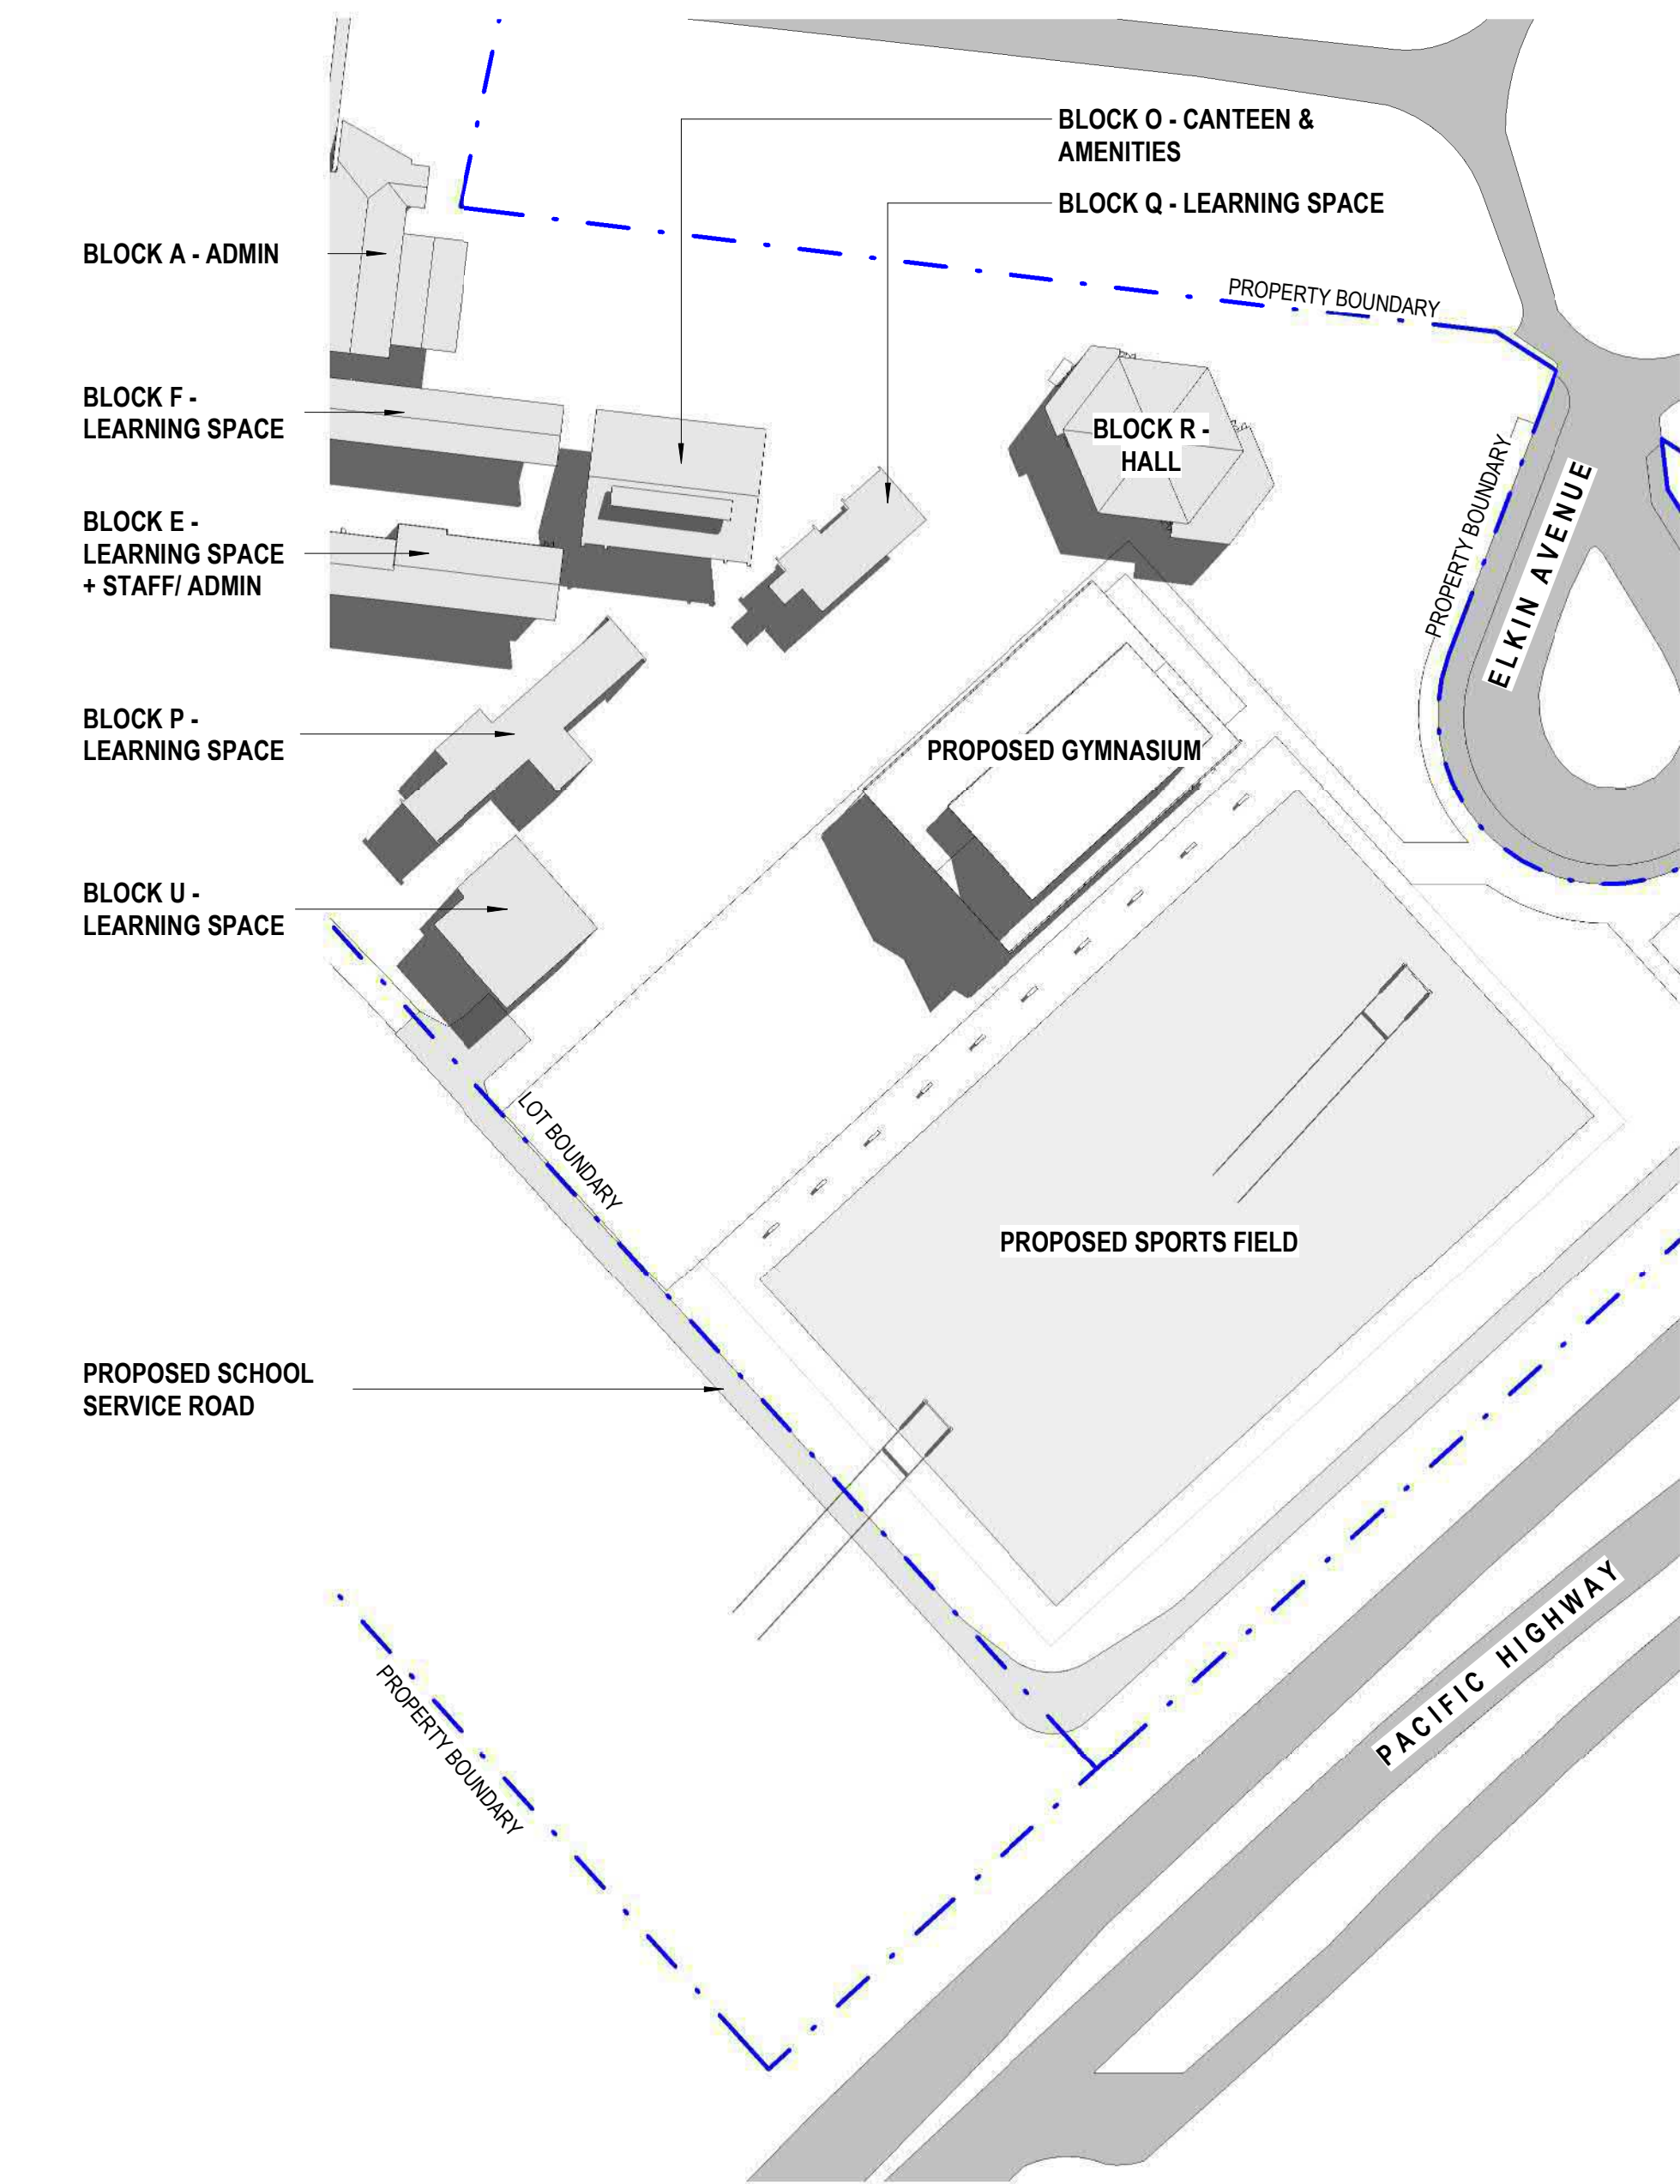 BLOCK O - CANTEEN &
AMENITIES
BLOCK Q - LEARNING SPACE
BLOCK A - ADMIN
PROPERTY BOUNDARY
BLOCK F -
LEARNING SPACE
BLOCK R -
HALL
PROPERTY BOUNDARY
ELKIN AVENUE
BLOCK E -
LEARNING SPACE
+ STAFF/ ADMIN
BLOCK P -
LEARNING SPACE
PROPOSED GYMNASIUM
BLOCK U -
LEARNING SPACE
LOT BOUNDARY
PROPOSED SPORTS FIELD
PROPOSED SCHOOL
SERVICE ROAD
PACIFIC HIGHWAY
PROPERTY BOUNDARY